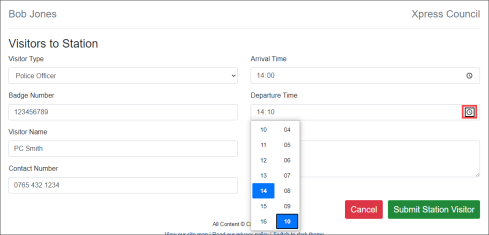 Bob Jones
Xpress Council
Visitors to Station
Visitor Type
Arrival Time
Police Officer
14:00
Badge Number
Departure Time
123456789
14:10
Visitor Name
PC Smith
Contact Number
0765 432 1234
10 04
11 05
12 06
13 07
14 08
15 09
16 10
Cancel
Submit Station Visitor
All Content © C
View our site map | Read our privacy policy | Switch to dark theme